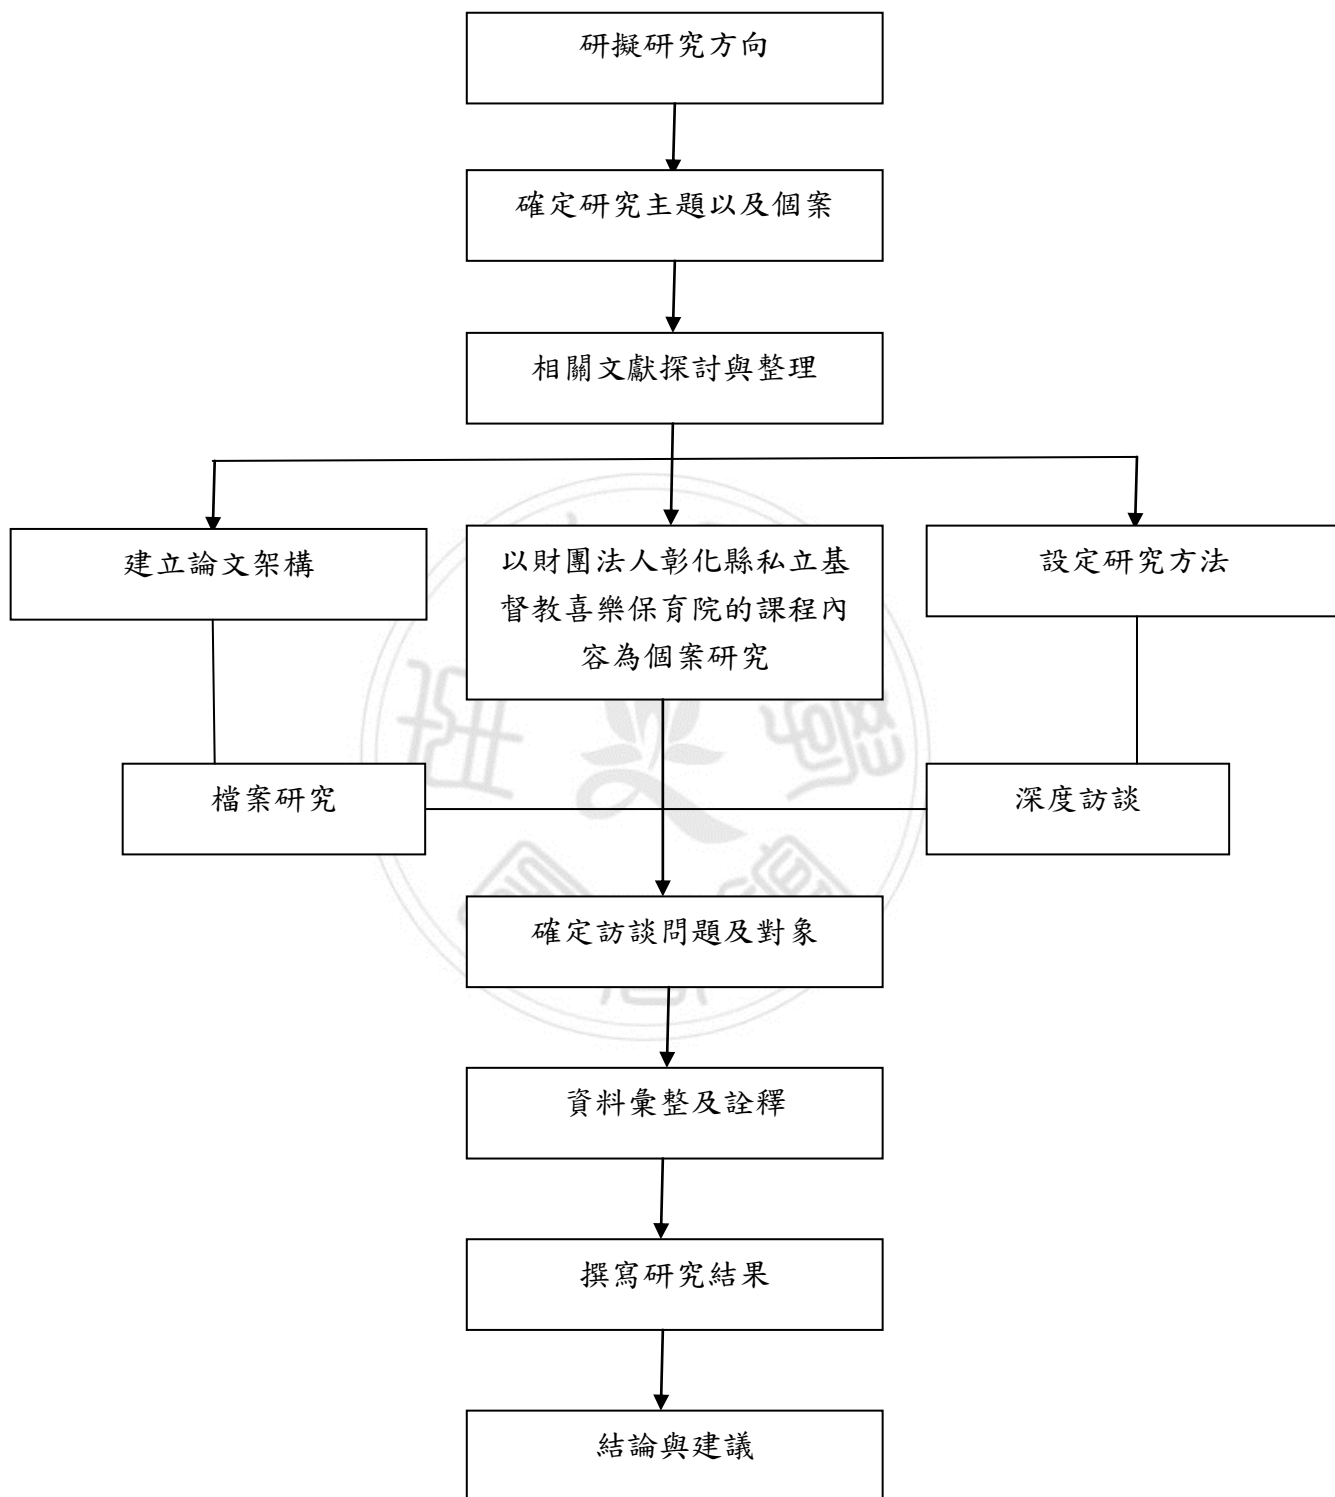 研擬研究方向
確定研究主題以及個案
相關文獻探討與整理
建立論文架構
以財團法人彰化縣私立基
督教喜樂保育院的課程內
容為個案研究
設定研究方法
檔案研究
深度訪談
確定訪談問題及對象
資料彙整及詮釋
撰寫研究結果
結論與建議